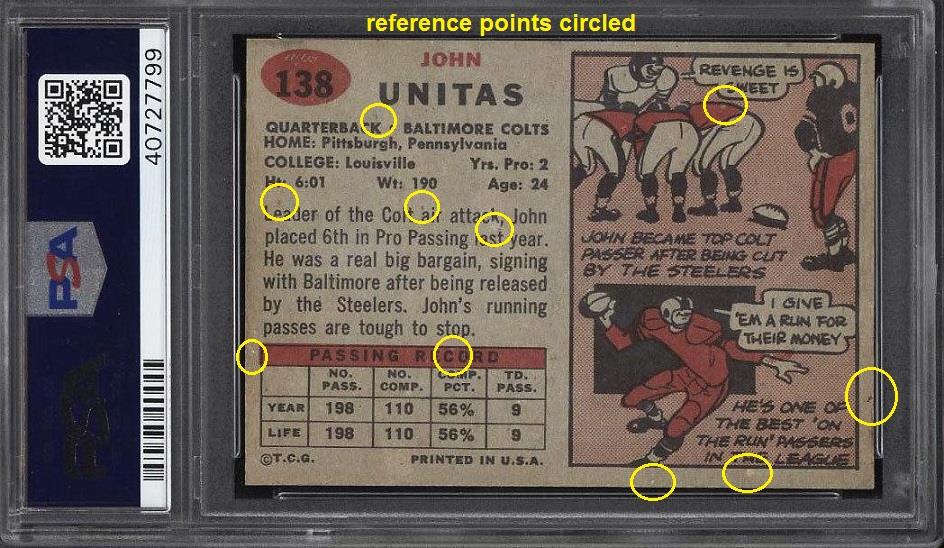 reference points circled
40727799
PSA
138
JOHN
UNITAS
QUARTERBACK BALTIMORE COLTS
HOME: Pittsburgh, Pennsylvania
COLLEGE: Louisville Yrs. Pro: 2
Ht: 6:01 Wt: 190 Age: 24
Leader of the Colt air attack, John
placed 6th in Pro Passing last year.
He was a real big bargain, signing
with Baltimore after being released
by the Steelers. John's running
passes are tough to stop.
PASSING RECORD
NO. PASS. NO. COMP. COMP. PCT. TD. PASS.
YEAR 198 110 56% 9
LIFE 198 110 56% 9
©T.C.G. PRINTED IN U.S.A.
REVENGE IS
SWEET
JOHN BECAME TOP COLT
PASSER AFTER BEING CUT
BY THE STEELERS
I GIVE
'EM A RUN FOR
THEIR MONEY
HE'S ONE OF
THE BEST 'ON
THE RUN' PASSERS
IN THE LEAGUE